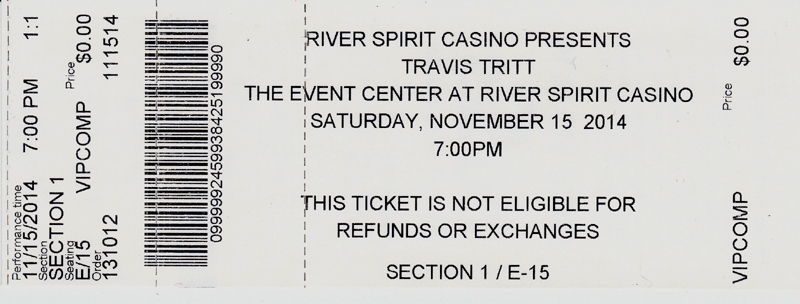 Performance time
11/15/2014 7:00 PM 1:1
Section
SECTION 1
Seating Price
E/15 VIPCOMP $0.00
Order
131012 111514
0999999245993842519990
RIVER SPIRIT CASINO PRESENTS
TRAVIS TRITT
THE EVENT CENTER AT RIVER SPIRIT CASINO
SATURDAY, NOVEMBER 15 2014
7:00PM
THIS TICKET IS NOT ELIGIBLE FOR
REFUNDS OR EXCHANGES
SECTION 1 / E-15
VIPCOMP Price $0.00